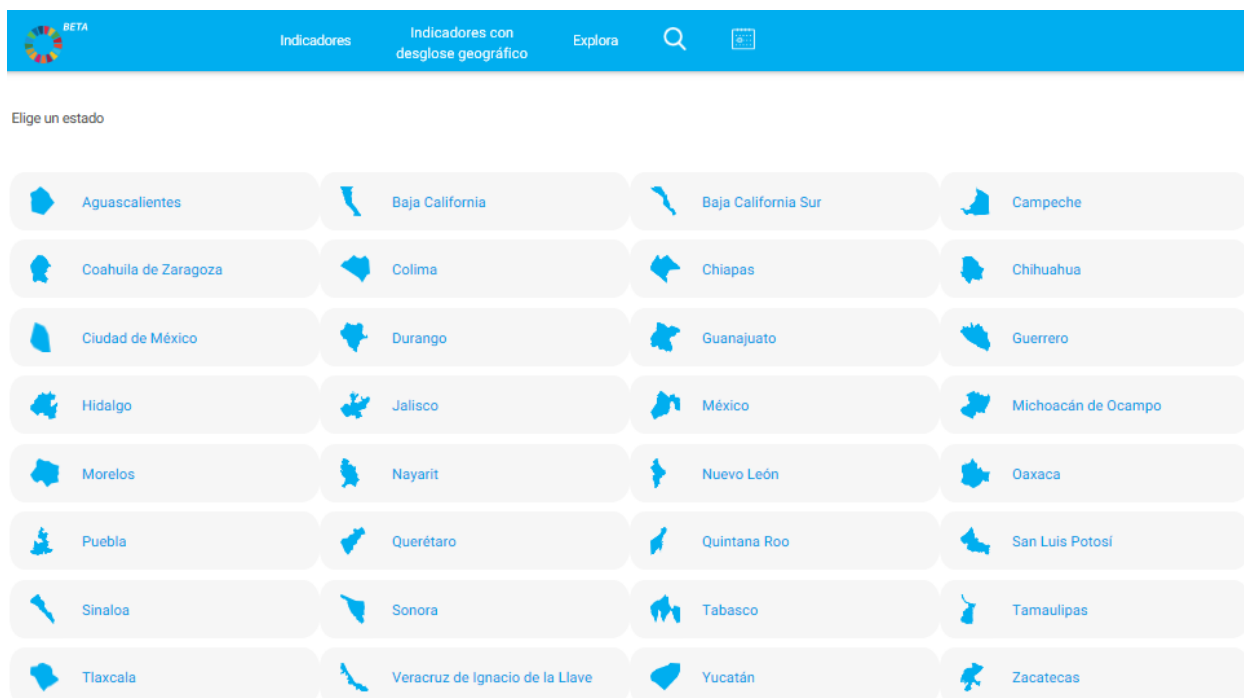 BETA
Indicadores
Indicadores con
desglose geográfico
Explora
Elige un estado
Aguascalientes
Baja California
Baja California Sur
Campeche
Coahuila de Zaragoza
Colima
Chiapas
Chihuahua
Ciudad de México
Durango
Guanajuato
Guerrero
Hidalgo
Jalisco
México
Michoacán de Ocampo
Morelos
Nayarit
Nuevo León
Oaxaca
Puebla
Querétaro
Quintana Roo
San Luis Potosí
Sinaloa
Sonora
Tabasco
Tamaulipas
Tlaxcala
Veracruz de Ignacio de la Llave
Yucatán
Zacatecas